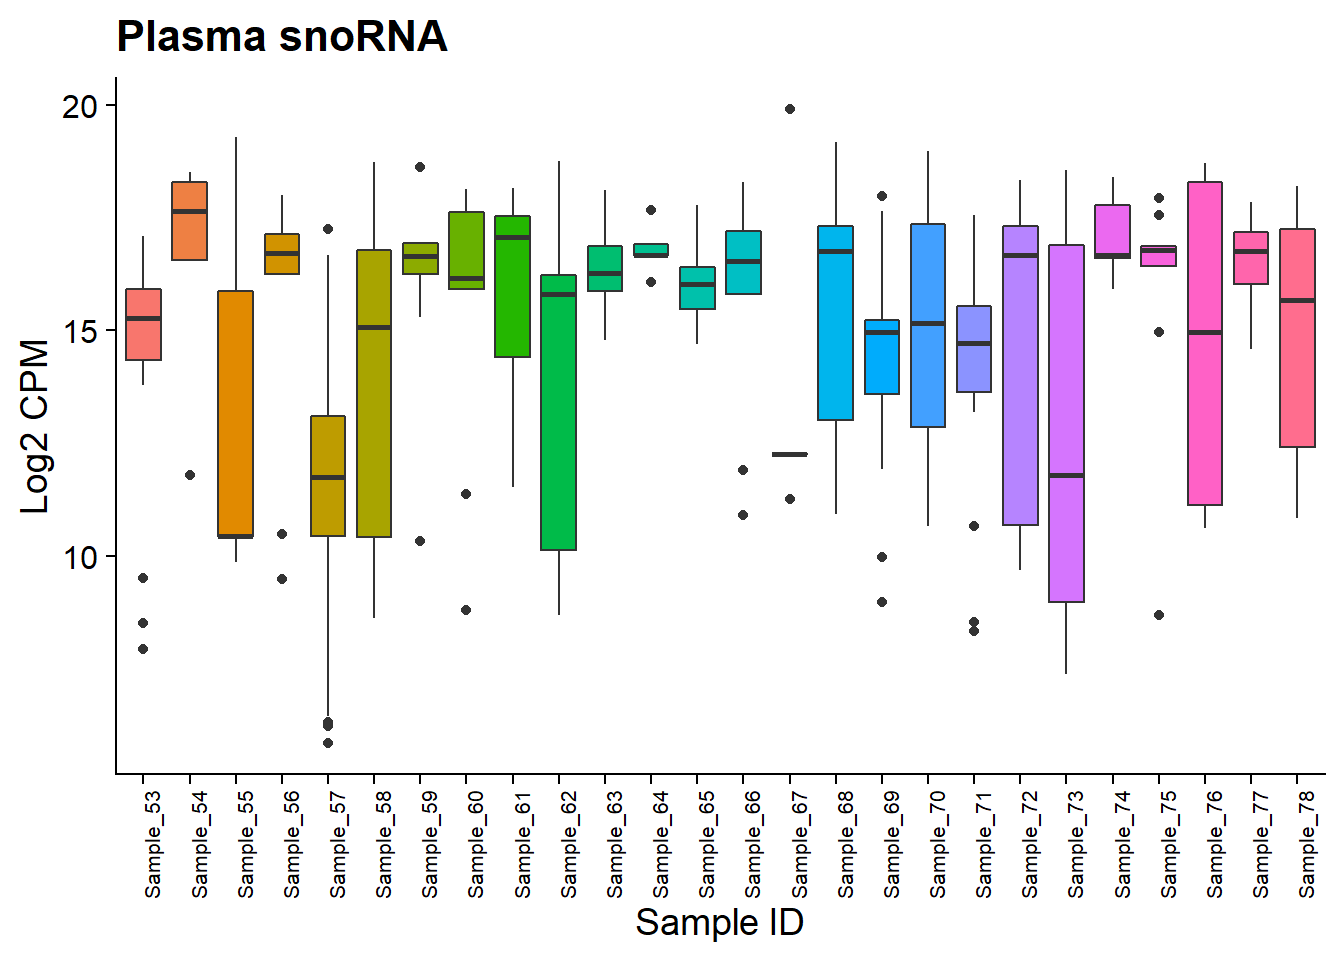 Plasma snoRNA
20
15
10
Log2 CPM
Sample_53
Sample_54
Sample_55
Sample_56
Sample_57
Sample_58
Sample_59
Sample_60
Sample_61
Sample_62
Sample_63
Sample_64
Sample_65
Sample_66
Sample_67
Sample_68
Sample_69
Sample_70
Sample_71
Sample_72
Sample_73
Sample_74
Sample_75
Sample_76
Sample_77
Sample_78
Sample ID